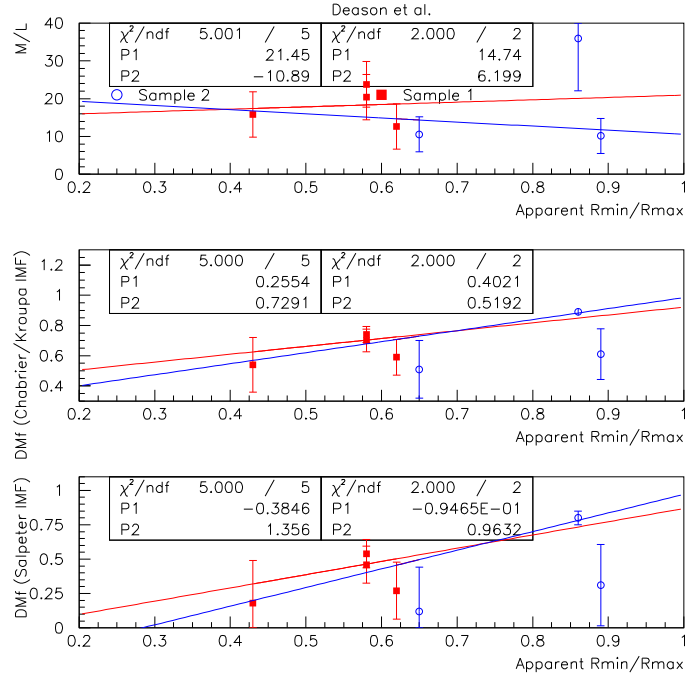 Deason et al.
M/L
χ²/ndf 5.001 / 5
P1 21.45
P2 −10.89
χ²/ndf 2.000 / 2
P1 14.74
P2 6.199
Sample 2
Sample 1
40
30
20
10
0
0.2 0.3 0.4 0.5 0.6 0.7 0.8 0.9 1
Apparent Rmin/Rmax
DMf (Chabrier/Kroupa IMF)
χ²/ndf 5.000 / 5
P1 0.2554
P2 0.7291
χ²/ndf 2.000 / 2
P1 0.4021
P2 0.5192
1.2
1
0.8
0.6
0.4
0.2 0.3 0.4 0.5 0.6 0.7 0.8 0.9 1
Apparent Rmin/Rmax
DMf (Salpeter IMF)
χ²/ndf 5.000 / 5
P1 −0.3846
P2 1.356
χ²/ndf 2.000 / 2
P1 −0.9465E−01
P2 0.9632
1
0.75
0.5
0.25
0
0.2 0.3 0.4 0.5 0.6 0.7 0.8 0.9 1
Apparent Rmin/Rmax